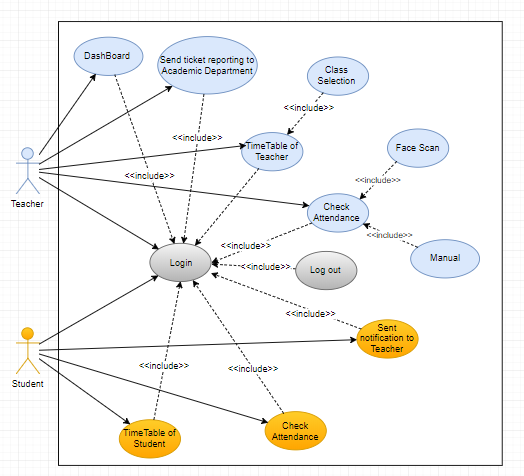 DashBoard
Send ticket reporting to
Academic Department
Class
Selection
<<include>>
<<include>>
TimeTable of
Teacher
Face Scan
<<include>>
<<include>>
Teacher
Check
Attendance
<<include>>
<<include>>
Manual
Login
<<include>>
Log out
<<include>>
Sent
notification to
Teacher
<<include>>
<<include>>
Student
TimeTable of
Student
Check
Attendance